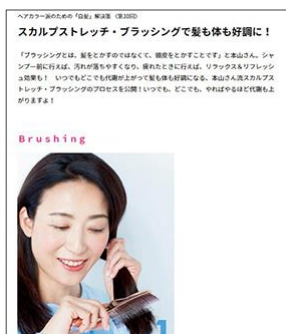 ヘアカラー派のための「白髪」解決策 〈第20回〉
スカルプストレッチ・ブラッシングで髪も体も好調に！
「ブラッシングとは、髪をとかすのではなくて、頭皮をとかすことです」と本山さん。シャ
ンプー前に行えば、汚れが落ちやすくなり、疲れたときに行えば、リラックス＆リフレッシ
ュ効果も！ いつでもどこでも代謝が上がって髪も体も好調になる、本山さん流スカルプス
トレッチ・ブラッシングのプロセスを公開！いつでも、どこでも、やればやるほど代謝も上
がりますよ！
Brushing
1